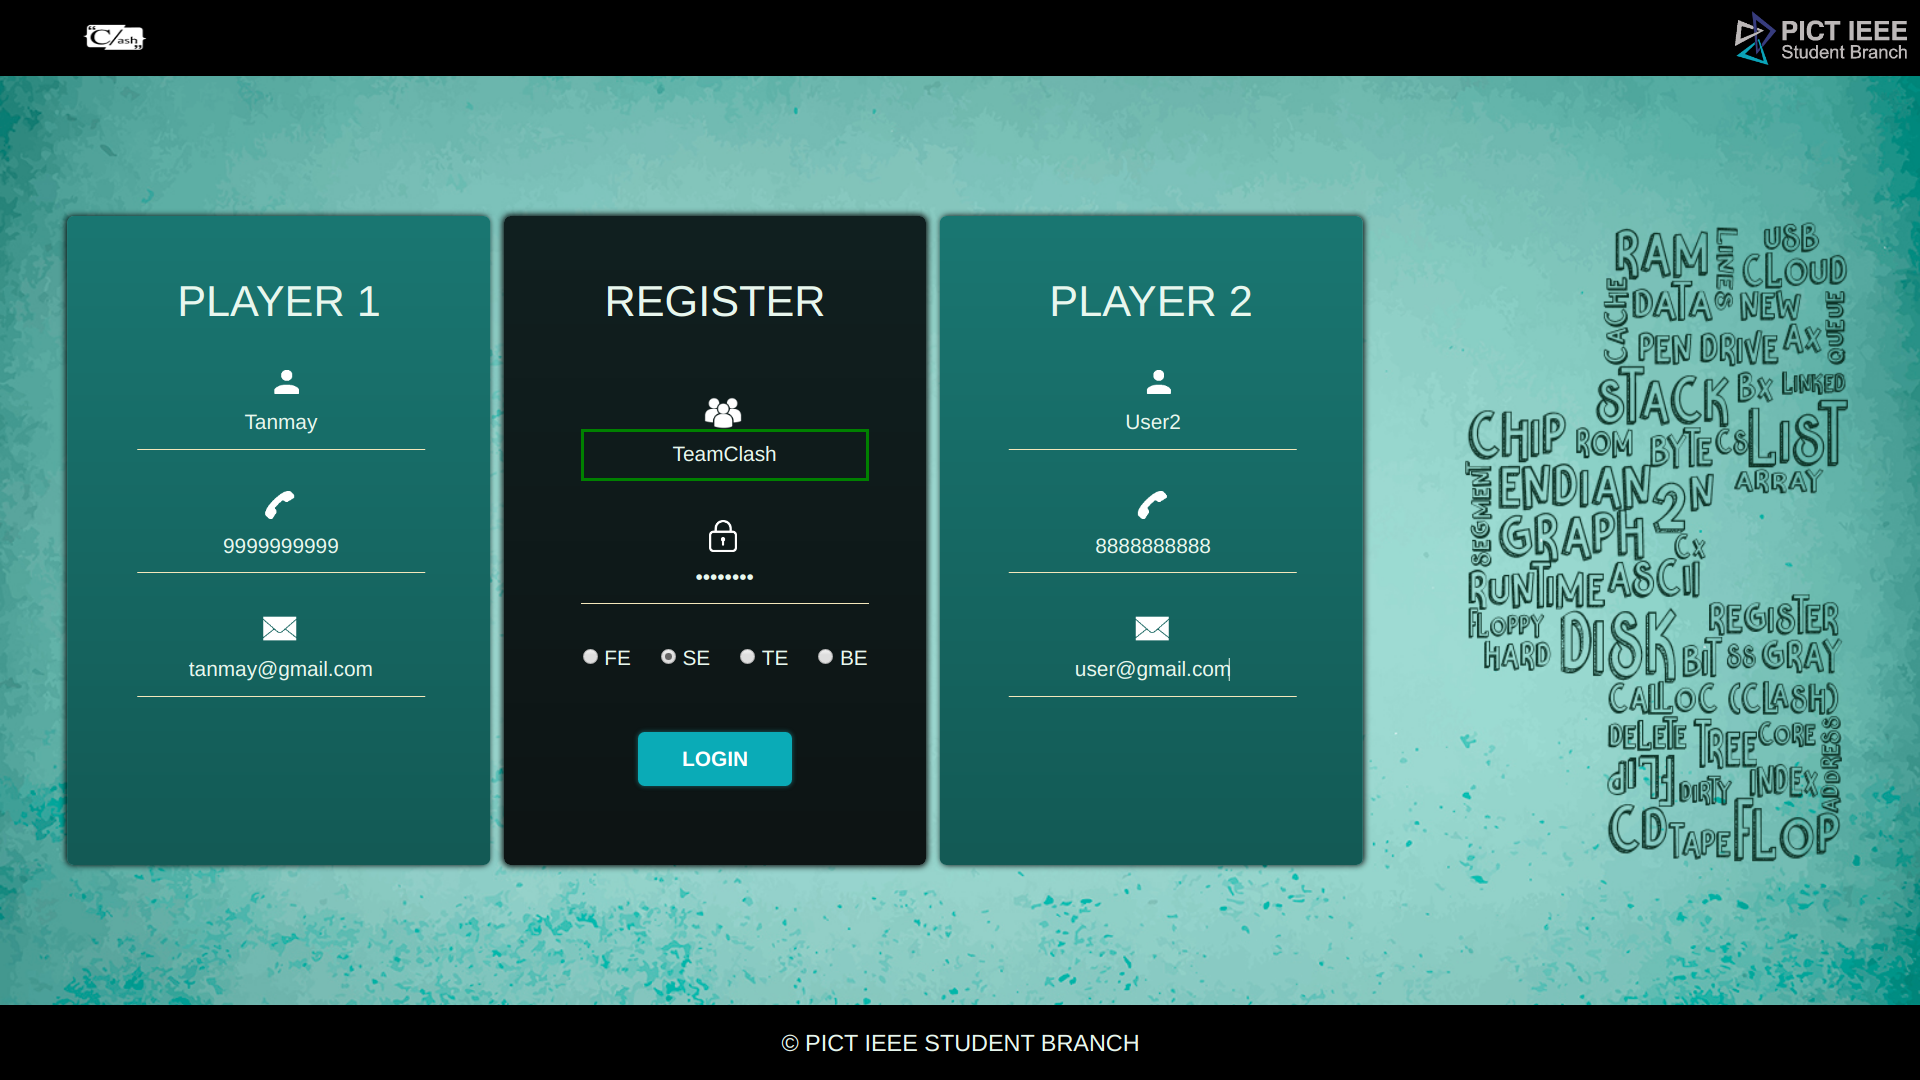 "C/ash"
PICT IEEE
Student Branch
PLAYER 1
Tanmay
9999999999
tanmay@gmail.com
REGISTER
TeamClash
••••••••
FE SE TE BE
LOGIN
PLAYER 2
User2
8888888888
user@gmail.com
RAM LINES USB
CLOUD
CACHE DATA NEW QUEUE
PEN DRIVE AX
STACK BX LINKED
CHIP ROM BYTE CS LIST
SEGMENT ENDIAN 2N ARRAY
GRAPH CX
RUNTIME ASCII
FLOPPY DISK REGISTER
HARD BIT SS GRAY
CALLOC (CLASH)
DELETE TREE CORE ADDRESS
FLIP DIRTY INDEX
CD TAPE FLOP
© PICT IEEE STUDENT BRANCH